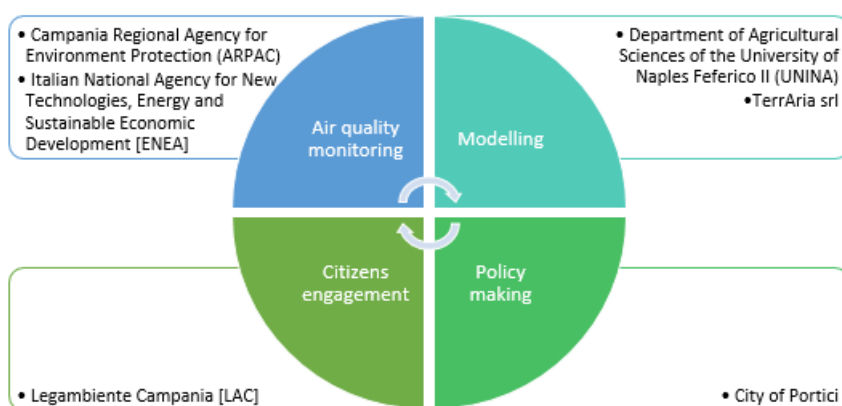 • Campania Regional Agency for
Environment Protection (ARPAC)
• Italian National Agency for New
Technologies, Energy and
Sustainable Economic
Development [ENEA]
• Department of Agricultural
Sciences of the University of
Naples Feferico II (UNINA)
•TerrAria srl
Air quality
monitoring
Modelling
Citizens
engagement
Policy
making
• Legambiente Campania [LAC]
• City of Portici